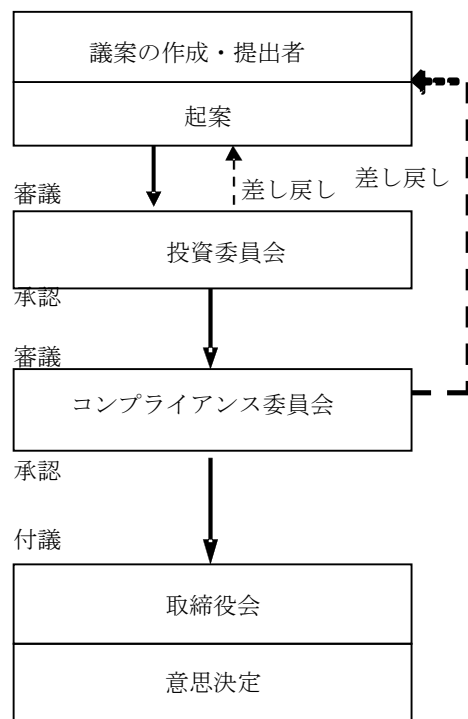 議案の作成・提出者
起案
審議
差し戻し
差し戻し
投資委員会
承認
審議
コンプライアンス委員会
承認
付議
取締役会
意思決定